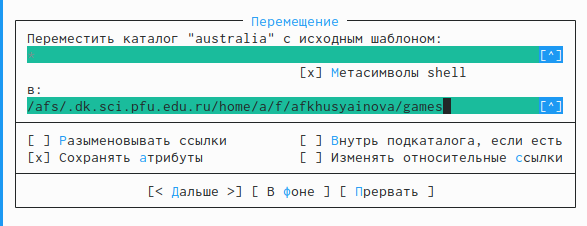 Перемещение
Переместить каталог "australia" с исходным шаблоном:
[^]
[x] Метасимволы shell
в:
/afs/.dk.sci.pfu.edu.ru/home/a/f/afkhusyainova/games [^]
[ ] Разыменовывать ссылки [ ] Внутрь подкаталога, если есть
[x] Сохранять атрибуты [ ] Изменять относительные ссылки
[< Дальше >] [ В фоне ] [ Прервать ]